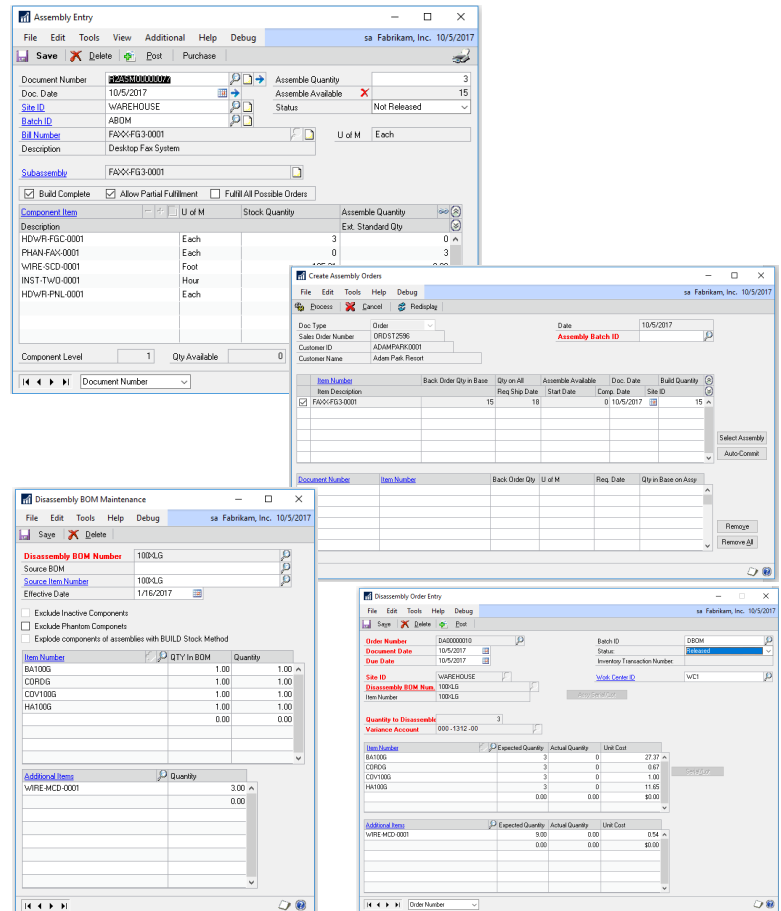 Assembly Entry
File Edit Tools View Additional Help Debug sa Fabrikam, Inc. 10/5/2017
Save Delete Post Purchase
Document Number R2ASM00000077 Assemble Quantity 3
Doc. Date 10/5/2017 Assemble Available 15
Site ID WAREHOUSE Status Not Released
Batch ID ABOM
Bill Number FAXX-FG3-0001 U of M Each
Description Desktop Fax System
Subassembly FAXX-FG3-0001
Build Complete Allow Partial Fulfillment Fulfill All Possible Orders
Component Item U of M Stock Quantity Assemble Quantity
Description Ext. Standard Qty
HDWR-FGC-0001 Each 3 0
PHAN-FAX-0001 Each 0 3
WIRE-SCD-0001 Foot
INST-TWO-0001 Hour
HDWR-PNL-0001 Each
Component Level 1 Qty Available 0
Document Number
Create Assembly Orders
File Edit Tools Help Debug sa Fabrikam, Inc. 10/5/2017
Process Cancel Redisplay
Doc Type Order Date 10/5/2017
Sales Order Number ORDST2596 Assembly Batch ID
Customer ID ADAMPARK0001
Customer Name Adam Park Resort
Item Number Back Order Qty in Base Qty on All Assemble Available Doc. Date Build Quantity
Item Description Req Ship Date Start Date Comp. Date Site ID
FAXX-FG3-0001 15 18 0 10/5/2017 15
Select Assembly
Auto-Commit
Document Number Item Number Back Order Qty U of M Req. Date Qty in Base on Assy
Remove
Remove All
Disassembly BOM Maintenance
File Edit Tools Help Debug sa Fabrikam, Inc. 10/5/2017
Save Delete
Disassembly BOM Number 100XLG
Source BOM
Source Item Number 100XLG
Effective Date 1/16/2017
Exclude Inactive Components
Exclude Phantom Componets
Explode components of assemblies with BUILD Stock Method
Item Number QTY In BOM Quantity
BA100G 1.00 1.00
CORDG 1.00 1.00
COV100G 1.00 1.00
HA100G 1.00 1.00
0.00 0.00
Additional Items Quantity
WIRE-MCD-0001 3.00
0.00
Disassembly Order Entry
File Edit Tools Help Debug sa Fabrikam, Inc. 10/5/2017
Save Delete Post
Order Number DA00000010 Batch ID DBOM
Document Date 10/5/2017 Status: Released
Due Date 10/5/2017 Inventory Transaction Number
Site ID WAREHOUSE Work Center ID WC1
Disassembly BOM Num. 100XLG
Item Number 100XLG
Quantity to Disassemble 3
Variance Account 000-1312-00
Item Number Expected Quantity Actual Quantity Unit Cost
BA100G 3 0 27.37
CORDG 3 0 0.67
COV100G 3 0 1.00
HA100G 3 0 11.65
0.00 0.00 $0.00
Additional Items Expected Quantity Actual Quantity Unit Cost
WIRE-MCD-0001 9.00 0.00 0.54
0.00 0.00 $0.00
Order Number